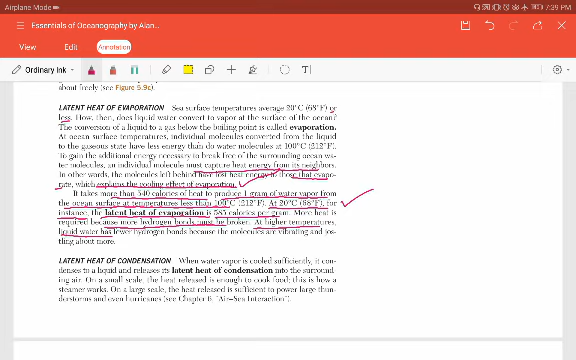 Airplane Mode
7:39 PM
Essentials of Oceanography by Alan...
View
Edit
Annotation
Ordinary Ink
about freely (see Figure 5.9c).
LATENT HEAT OF EVAPORATION Sea surface temperatures average 20°C (68°F) or
less. How, then, does liquid water convert to vapor at the surface of the ocean?
The conversion of a liquid to a gas below the boiling point is called evaporation.
At ocean surface temperatures, individual molecules converted from the liquid
to the gaseous state have less energy than do water molecules at 100°C (212°F).
To gain the additional energy necessary to break free of the surrounding ocean wa-
ter molecules, an individual molecule must capture heat energy from its neighbors.
In other words, the molecules left behind have lost heat energy to those that evapo-
rate, which explains the cooling effect of evaporation.
It takes more than 540 calories of heat to produce 1 gram of water vapor from
the ocean surface at temperatures less than 100°C (212°F). At 20°C (68°F), for
instance, the latent heat of evaporation is 585 calories per gram. More heat is
required because more hydrogen bonds must be broken. At higher temperatures,
liquid water has fewer hydrogen bonds because the molecules are vibrating and jos-
tling about more.
LATENT HEAT OF CONDENSATION When water vapor is cooled sufficiently, it con-
denses to a liquid and releases its latent heat of condensation into the surround-
ing air. On a small scale, the heat released is enough to cook food; this is how a
steamer works. On a large scale, the heat released is sufficient to power large thun-
derstorms and even hurricanes (see Chapter 6, "Air–Sea Interaction").